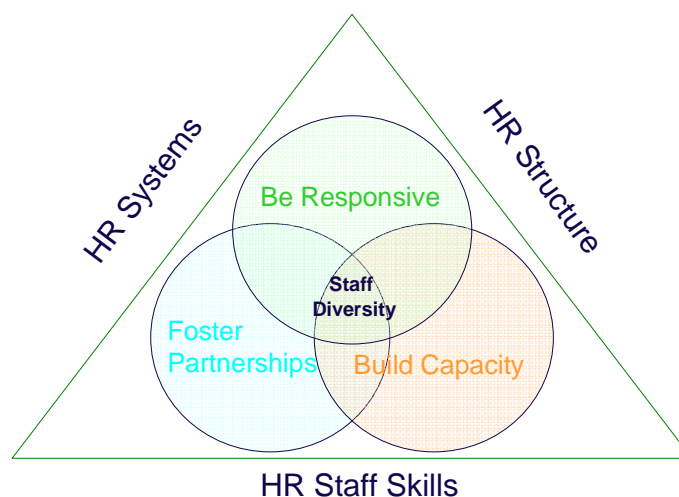 HR Systems
HR Structure
Be Responsive
Staff
Diversity
Foster
Partnerships
Build Capacity
HR Staff Skills